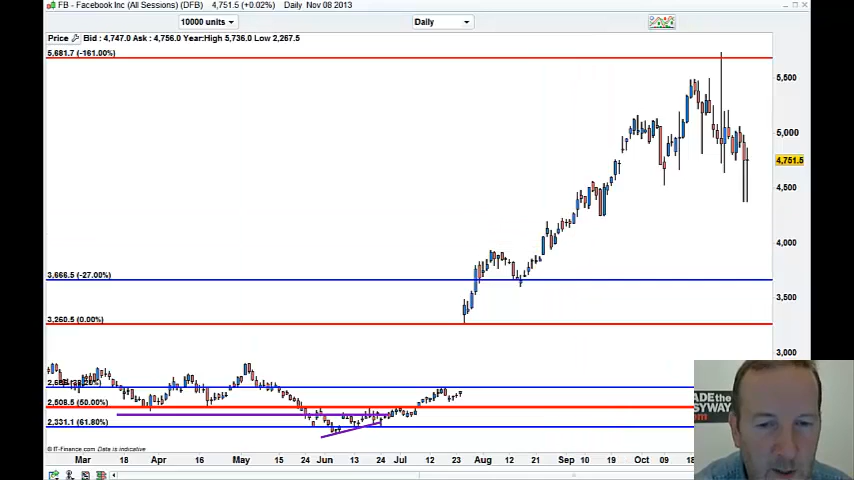 FB - Facebook Inc (All Sessions) (DFB) 4,751.5 (+0.02%) Daily Nov 08 2013
10000 units
Daily
Price Bid : 4,747.0 Ask : 4,756.0 Year:High 5,736.0 Low 2,267.5
5,681.7 (-161.00%)
5,500
5,000
4,751.5
4,500
4,000
3,666.5 (-27.00%)
3,500
3,260.5 (0.00%)
3,000
2,508.5 (50.00%)
2,331.1 (61.80%)
© IT-Finance.com Date is indicative
Mar 18 Apr 16 May 15 24 Jun 13 24 Jul 12 23 Aug 12 21 Sep 10 19 Oct 09 18